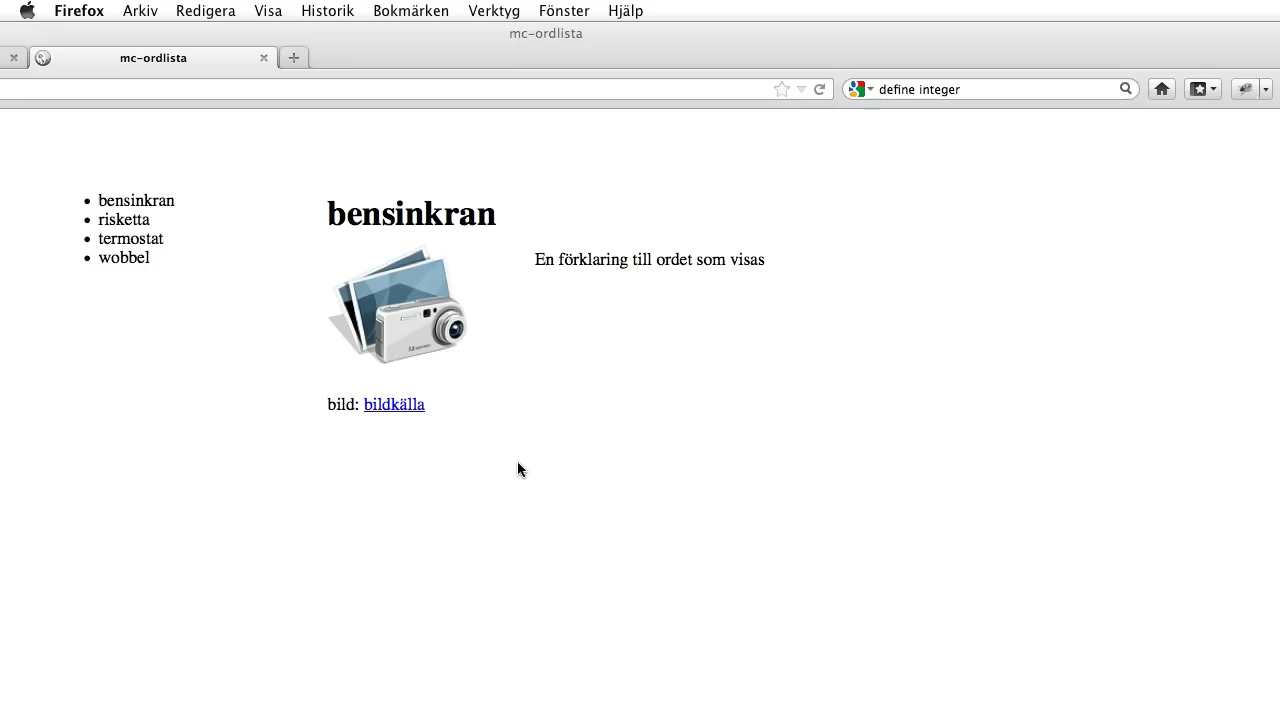 Firefox Arkiv Redigera Visa Historik Bokmärken Verktyg Fönster Hjälp
mc-ordlista
mc-ordlista
define integer
bensinkran
risketta
termostat
wobbel
bensinkran
En förklaring till ordet som visas
bild: bildkälla